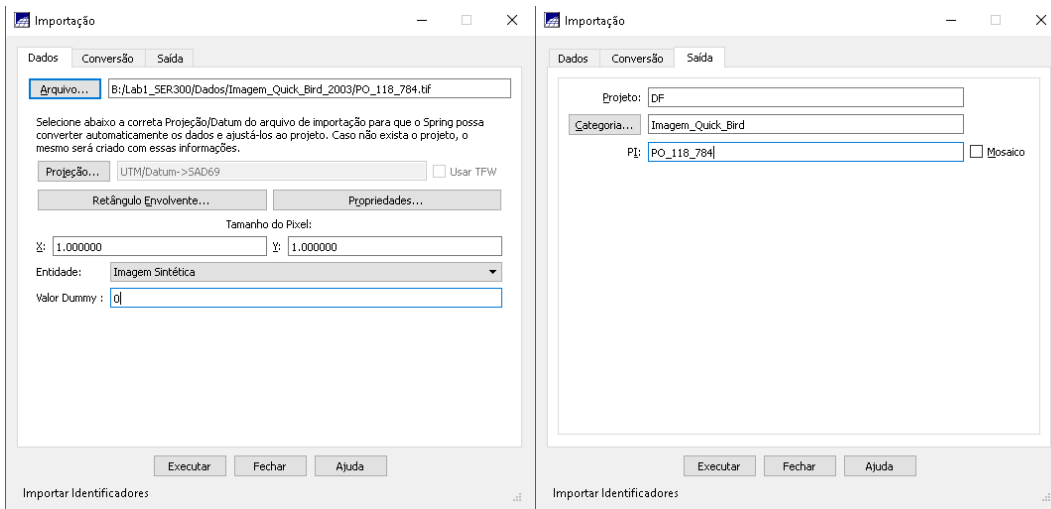 Importação
Dados Conversão Saída
Arquivo... B:/Lab1_SER300/Dados/Imagem_Quick_Bird_2003/PO_118_784.tif
Selecione abaixo a correta Projeção/Datum do arquivo de importação para que o Spring possa
converter automaticamente os dados e ajustá-los ao projeto. Caso não exista o projeto, o
mesmo será criado com essas informações.
Projeção... UTM/Datum->SAD69 Usar TFW
Retângulo Envolvente... Propriedades...
Tamanho do Pixel:
X: 1.000000 Y: 1.000000
Entidade: Imagem Sintética
Valor Dummy : 0
Executar Fechar Ajuda
Importar Identificadores
Importação
Dados Conversão Saída
Projeto: DF
Categoria... Imagem_Quick_Bird
PI: PO_118_784 Mosaico
Executar Fechar Ajuda
Importar Identificadores